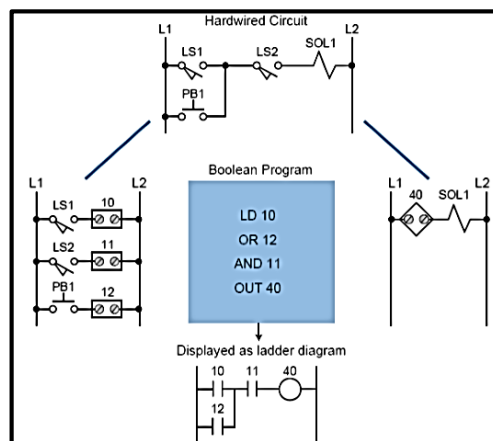 Hardwired Circuit
L1
L2
LS1
LS2
SOL1
PB1
L1
L2
LS1
10
LS2
11
PB1
12
Boolean Program
LD 10
OR 12
AND 11
OUT 40
L1
L2
40
SOL1
Displayed as ladder diagram
10
11
40
12